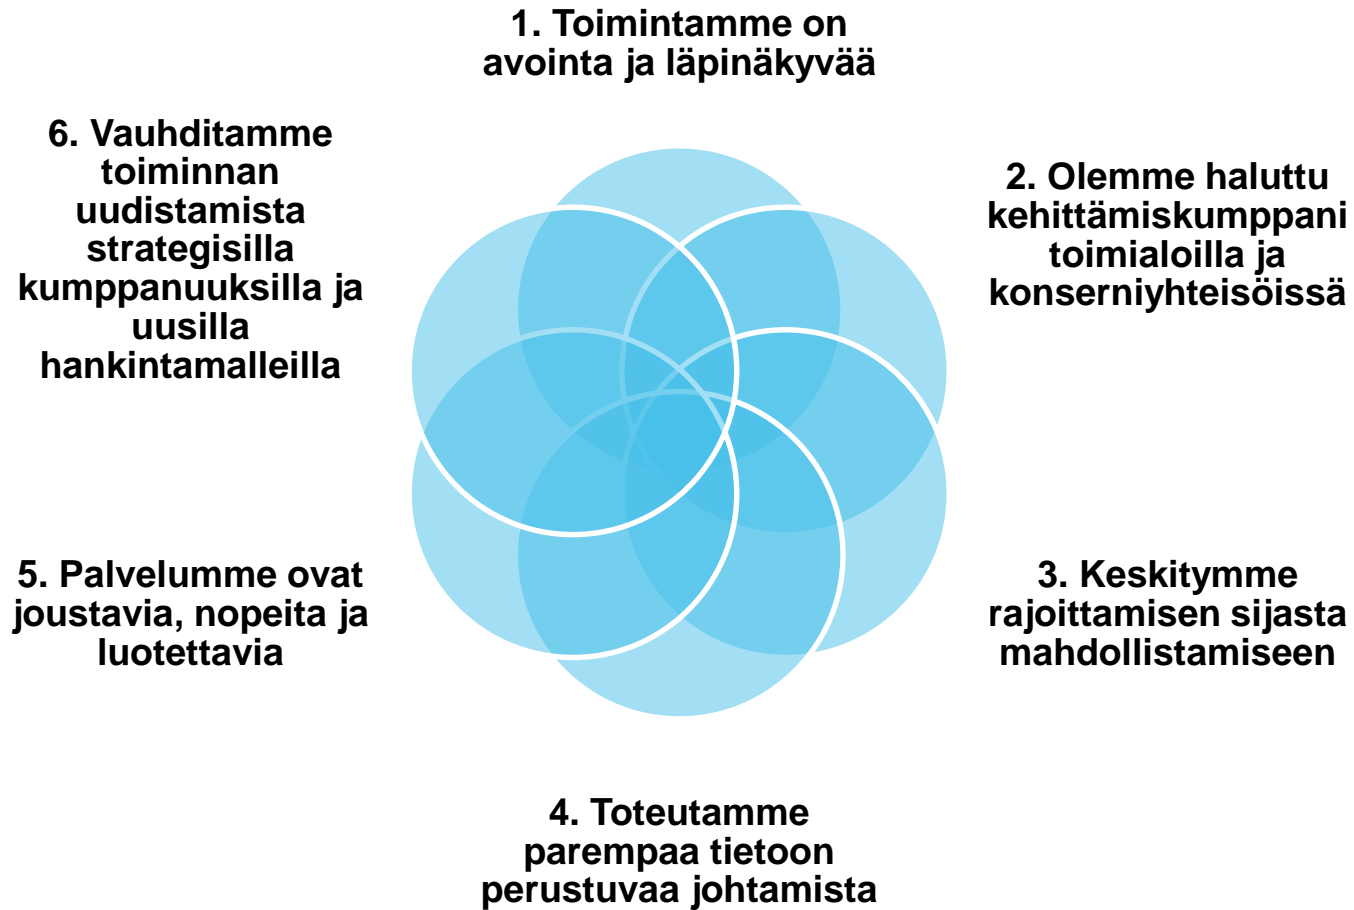 1. Toimintamme on
avointa ja läpinäkyvää
2. Olemme haluttu
kehittämiskumppani
toimialoilla ja
konserniyhteisöissä
3. Keskitymme
rajoittamisen sijasta
mahdollistamiseen
4. Toteutamme
parempaa tietoon
perustuvaa johtamista
5. Palvelumme ovat
joustavia, nopeita ja
luotettavia
6. Vauhditamme
toiminnan
uudistamista
strategisilla
kumppanuuksilla ja
uusilla
hankintamalleilla